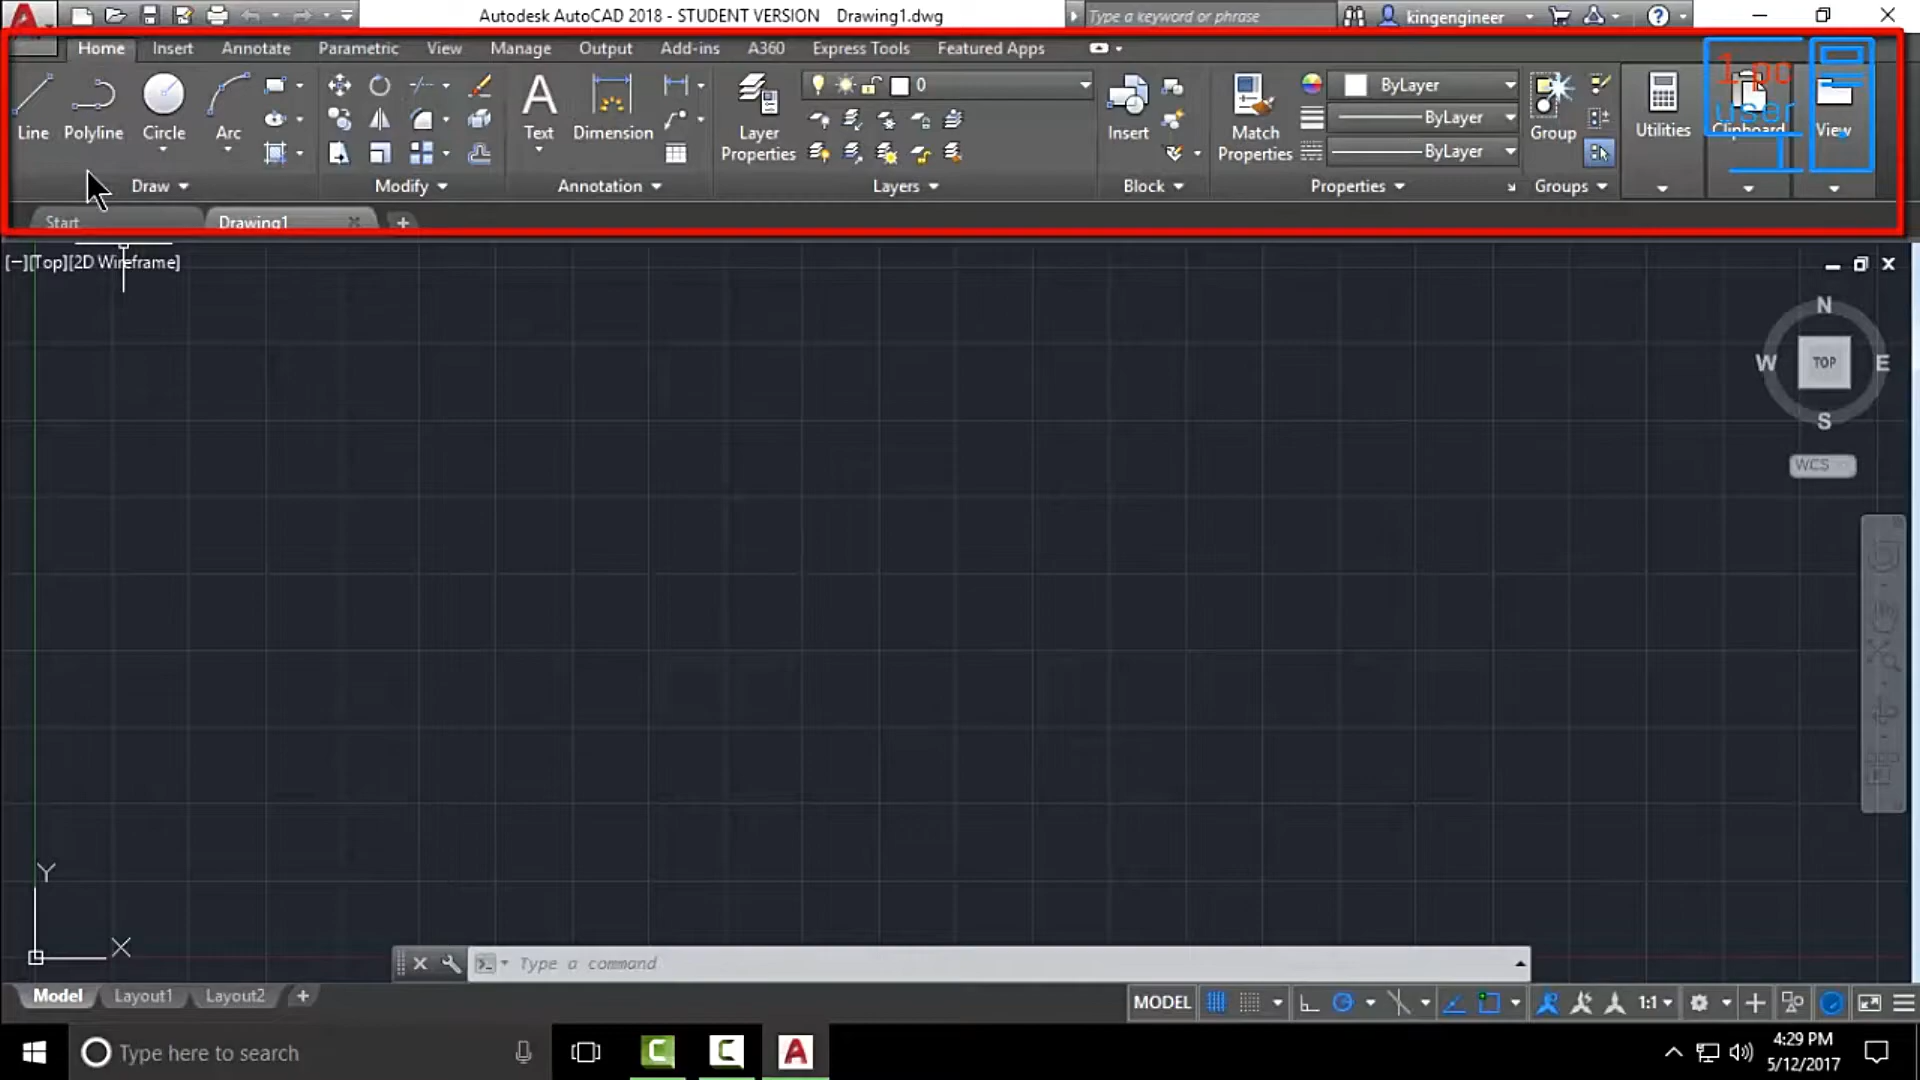 Autodesk AutoCAD 2018 - STUDENT VERSION Drawing1.dwg Type a keyword or phrase kingengineer
Home Insert Annotate Parametric View Manage Output Add-ins A360 Express Tools Featured Apps
1 pc
user
0 ByLayer
ByLayer
ByLayer
Line Polyline Circle Arc Text Dimension Layer Properties Insert Match Properties Group Utilities Clipboard View
Draw Modify Annotation Layers Block Properties Groups
Start Drawing1
[−][Top][2D Wireframe]
N
W TOP E
S
WCS
Y
X
Type a command
Model Layout1 Layout2 MODEL 1:1
Type here to search 4:29 PM
5/12/2017